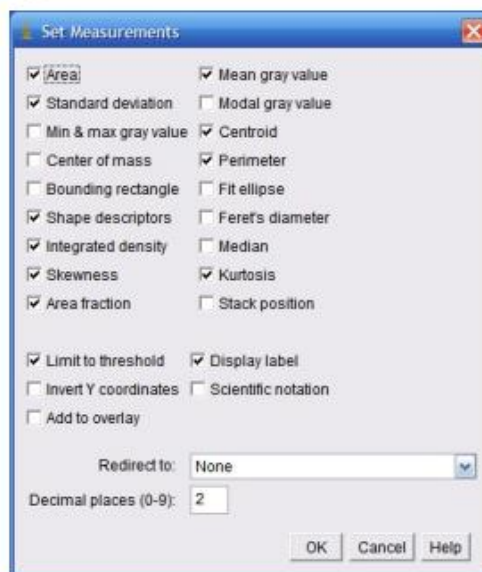 Set Measurements
Area Mean gray value
Standard deviation Modal gray value
Min & max gray value Centroid
Center of mass Perimeter
Bounding rectangle Fit ellipse
Shape descriptors Feret's diameter
Integrated density Median
Skewness Kurtosis
Area fraction Stack position
Limit to threshold Display label
Invert Y coordinates Scientific notation
Add to overlay
Redirect to: None
Decimal places (0-9): 2
OK Cancel Help